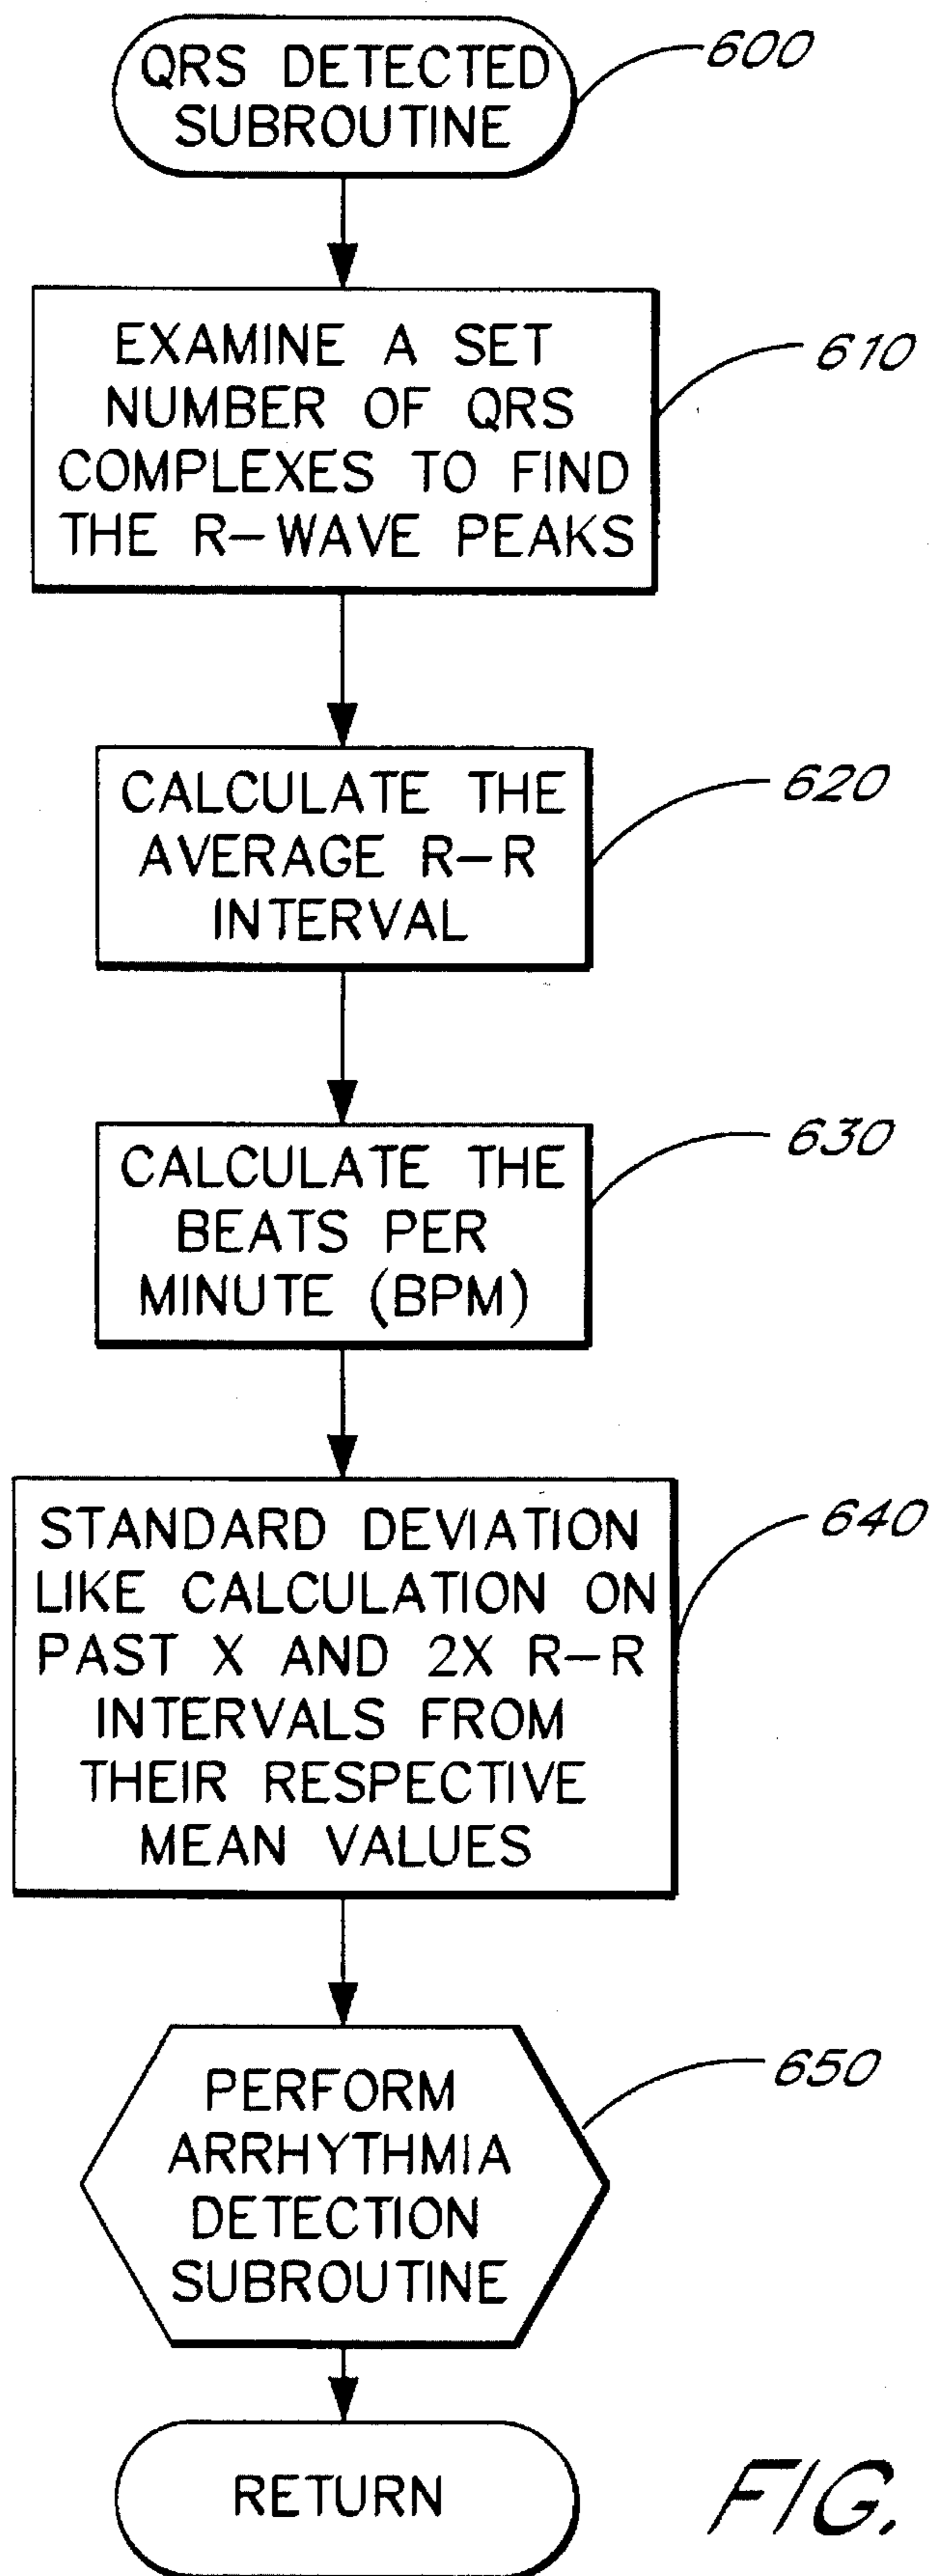 QRS DETECTED
SUBROUTINE
600
EXAMINE A SET
NUMBER OF QRS
COMPLEXES TO FIND
THE R-WAVE PEAKS
610
CALCULATE THE
AVERAGE R-R
INTERVAL
620
CALCULATE THE
BEATS PER
MINUTE (BPM)
630
STANDARD DEVIATION
LIKE CALCULATION ON
PAST X AND 2X R-R
INTERVALS FROM
THEIR RESPECTIVE
MEAN VALUES
640
PERFORM
ARRHYTHMIA
DETECTION
SUBROUTINE
650
RETURN
FIG.